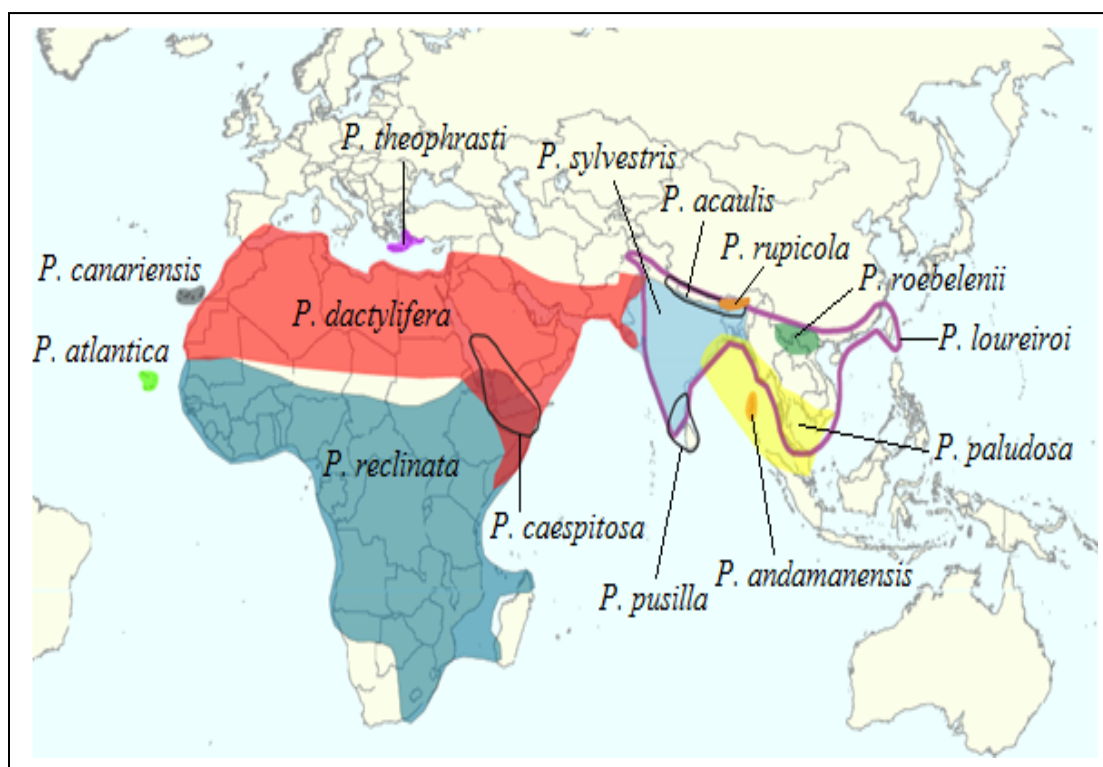 P. theophrasti
P. sylvestris
P. acaulis
P. rupicola
P. canariensis
P. roebelenii
P. dactylifera
P. loureiroi
P. atlantica
P. reclinata
P. paludosa
P. caespitosa
P. andamanensis
P. pusilla